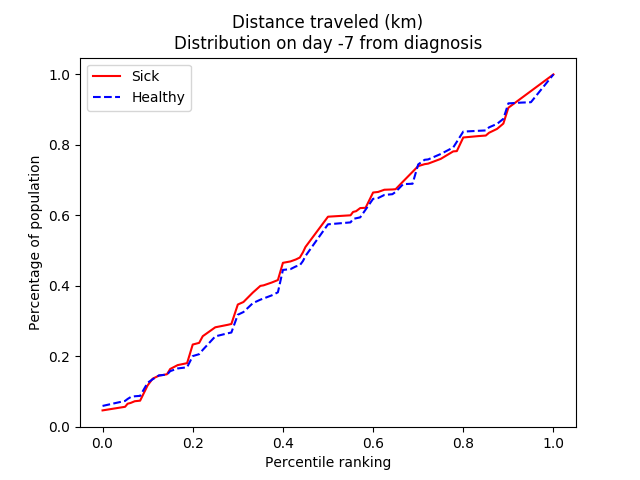 Distance traveled (km)
Distribution on day -7 from diagnosis
Sick
Healthy
Percentage of population
1.0
0.8
0.6
0.4
0.2
0.0
0.0 0.2 0.4 0.6 0.8 1.0
Percentile ranking